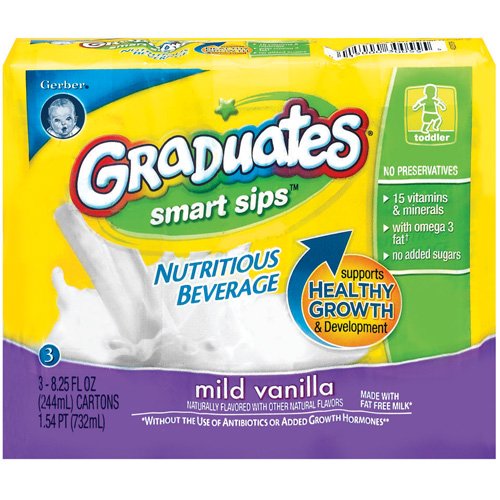 Gerber®
GRADUATES®
smart sips™
NUTRITIOUS
BEVERAGE
supports
HEALTHY
GROWTH
& Development
toddler
NO PRESERVATIVES
15 vitamins
& minerals
with omega 3
fat†
no added sugars
3
3 - 8.25 FL OZ
(244mL) CARTONS
1.54 PT (732mL)
mild vanilla
NATURALLY FLAVORED WITH OTHER NATURAL FLAVORS
MADE WITH
FAT FREE MILK*
*WITHOUT THE USE OF ANTIBIOTICS OR ADDED GROWTH HORMONES**